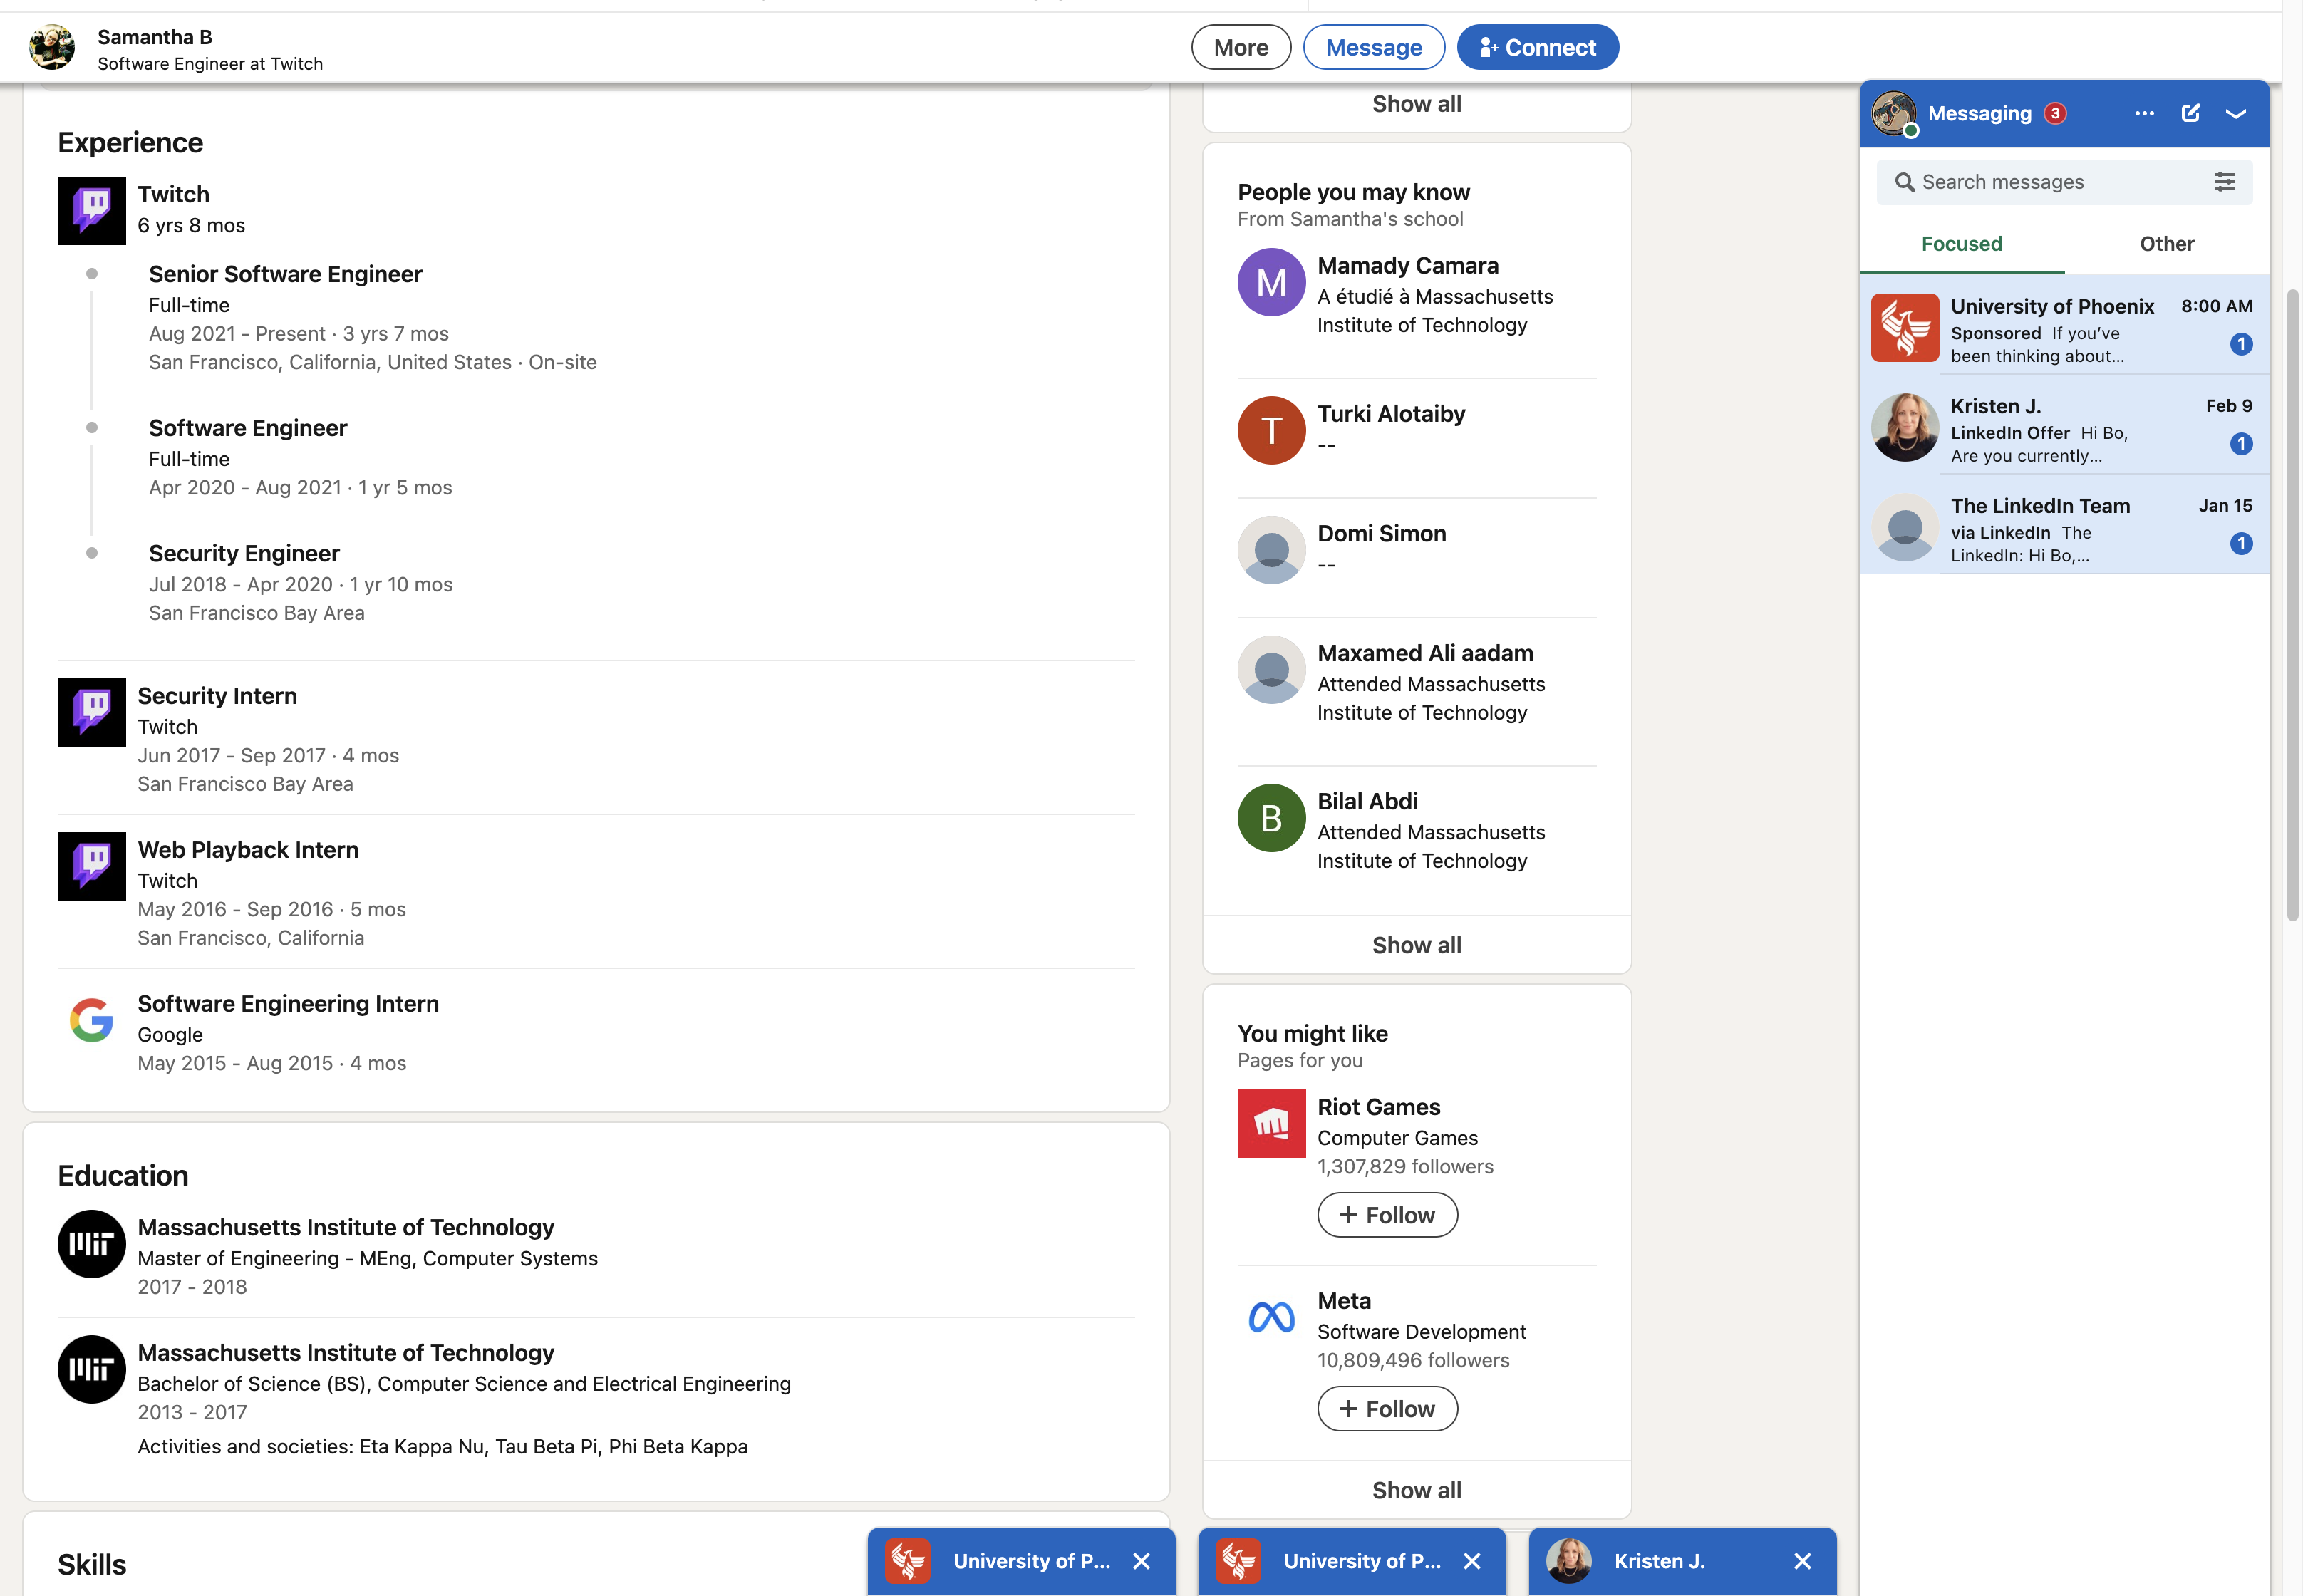 Samantha B
Software Engineer at Twitch
More
Message
Connect
Experience
Twitch
6 yrs 8 mos
Senior Software Engineer
Full-time
Aug 2021 - Present · 3 yrs 7 mos
San Francisco, California, United States · On-site
Software Engineer
Full-time
Apr 2020 - Aug 2021 · 1 yr 5 mos
Security Engineer
Jul 2018 - Apr 2020 · 1 yr 10 mos
San Francisco Bay Area
Security Intern
Twitch
Jun 2017 - Sep 2017 · 4 mos
San Francisco Bay Area
Web Playback Intern
Twitch
May 2016 - Sep 2016 · 5 mos
San Francisco, California
Software Engineering Intern
Google
May 2015 - Aug 2015 · 4 mos
Education
Massachusetts Institute of Technology
Master of Engineering - MEng, Computer Systems
2017 - 2018
Massachusetts Institute of Technology
Bachelor of Science (BS), Computer Science and Electrical Engineering
2013 - 2017
Activities and societies: Eta Kappa Nu, Tau Beta Pi, Phi Beta Kappa
Skills
Show all
People you may know
From Samantha's school
M
Mamady Camara
A étudié à Massachusetts
Institute of Technology
T
Turki Alotaiby
--
Domi Simon
--
Maxamed Ali aadam
Attended Massachusetts
Institute of Technology
B
Bilal Abdi
Attended Massachusetts
Institute of Technology
Show all
You might like
Pages for you
Riot Games
Computer Games
1,307,829 followers
+ Follow
Meta
Software Development
10,809,496 followers
+ Follow
Show all
Messaging 3
Search messages
Focused
Other
University of Phoenix 8:00 AM
Sponsored If you’ve
been thinking about... 1
Kristen J. Feb 9
LinkedIn Offer Hi Bo,
Are you currently... 1
The LinkedIn Team Jan 15
via LinkedIn The
LinkedIn: Hi Bo,... 1
University of P...
University of P...
Kristen J.